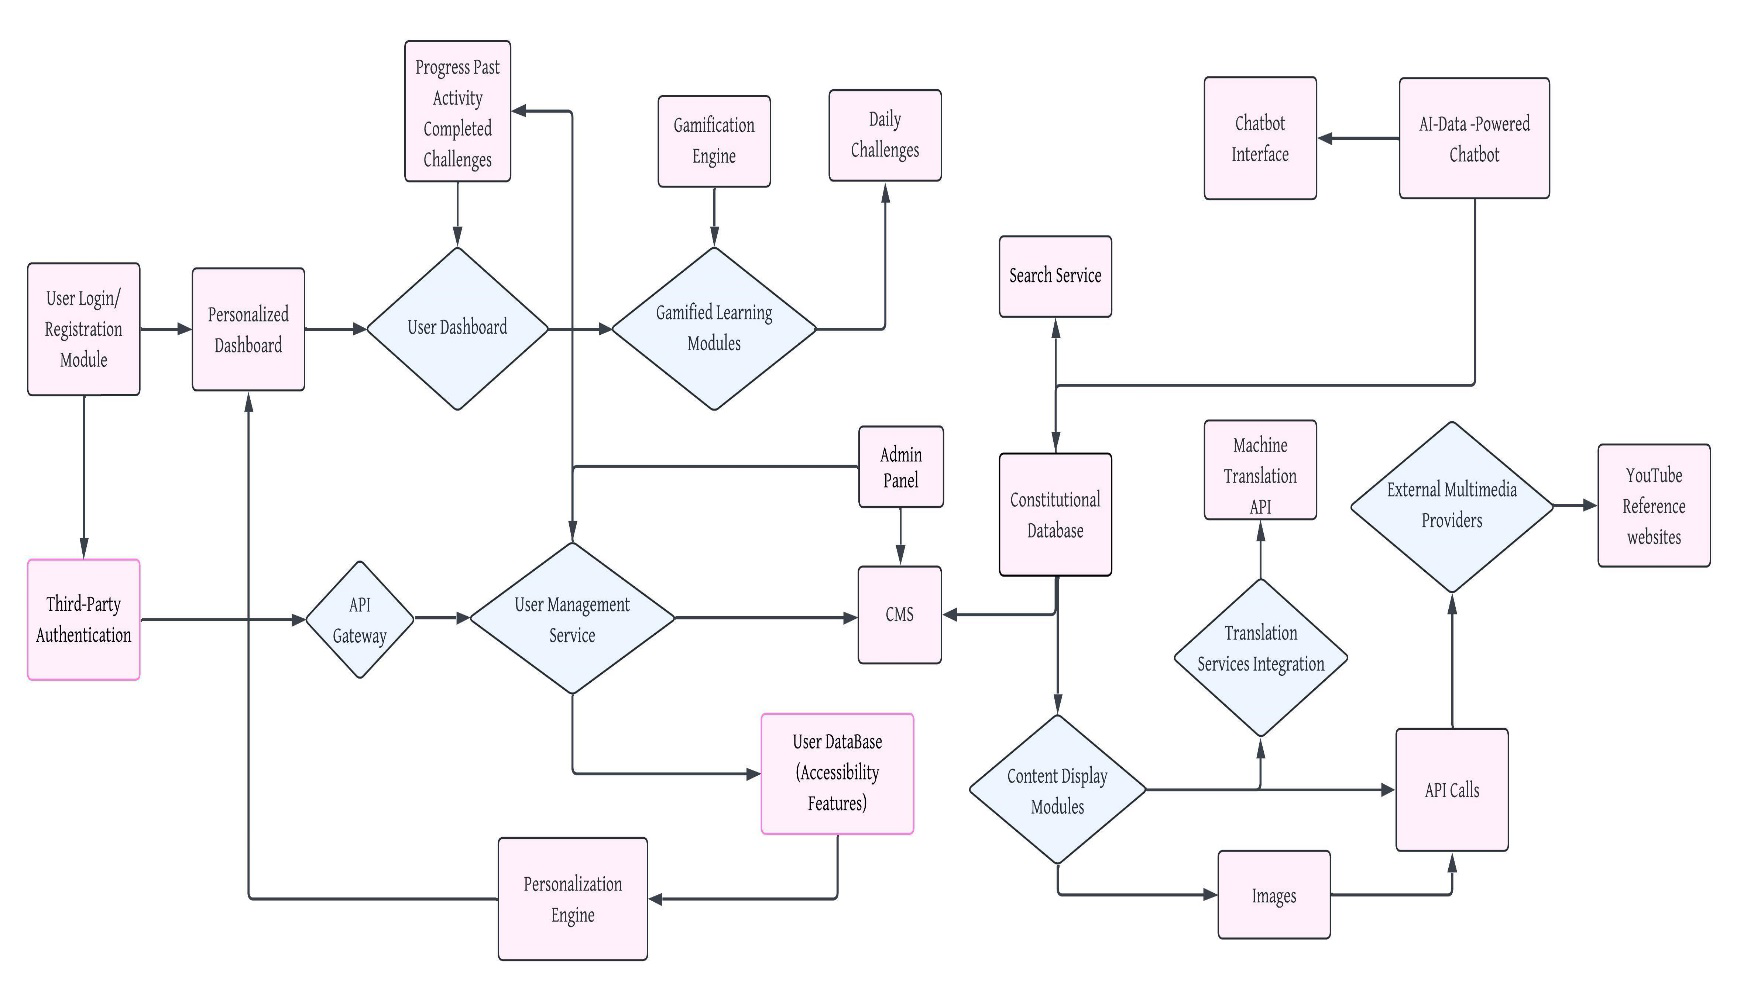 Progress Past
Activity
Completed
Challenges
Gamification
Engine
Daily
Challenges
Chatbot
Interface
AI-Data -Powered
Chatbot
Search Service
User Login/
Registration
Module
Personalized
Dashboard
User Dashboard
Gamified Learning
Modules
Admin
Panel
Constitutional
Database
Machine
Translation
API
External Multimedia
Providers
YouTube
Reference
websites
Third-Party
Authentication
API
Gateway
User Management
Service
CMS
Translation
Services Integration
User DataBase
(Accessibility
Features)
Content Display
Modules
API Calls
Personalization
Engine
Images